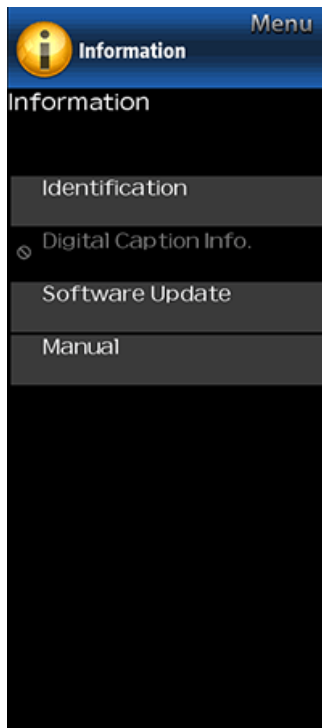 Menu
Information
Information
Identification
Digital Caption Info.
Software Update
Manual